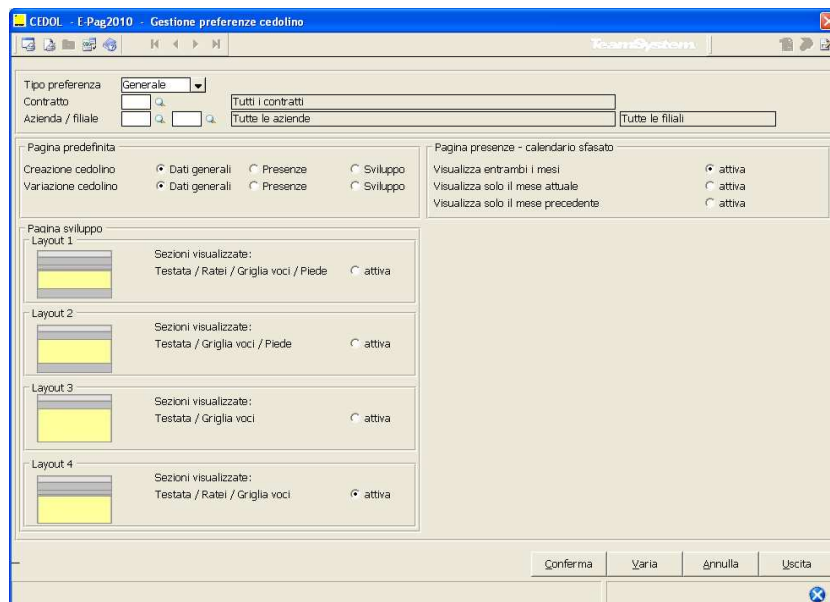 CEDOL - E-Pag2010 - Gestione preferenze cedolino
TeamSystem
Tipo preferenza Generale
Contratto Tutti i contratti
Azienda / filiale Tutte le aziende Tutte le filiali
Pagina predefinita
Creazione cedolino Dati generali Presenze Sviluppo
Variazione cedolino Dati generali Presenze Sviluppo
Pagina presenze - calendario sfasato
Visualizza entrambi i mesi attiva
Visualizza solo il mese attuale attiva
Visualizza solo il mese precedente attiva
Pagina sviluppo
Layout 1
Sezioni visualizzate:
Testata / Ratei / Griglia voci / Piede attiva
Layout 2
Sezioni visualizzate:
Testata / Griglia voci / Piede attiva
Layout 3
Sezioni visualizzate:
Testata / Griglia voci attiva
Layout 4
Sezioni visualizzate:
Testata / Ratei / Griglia voci attiva
Conferma Varia Annulla Uscita